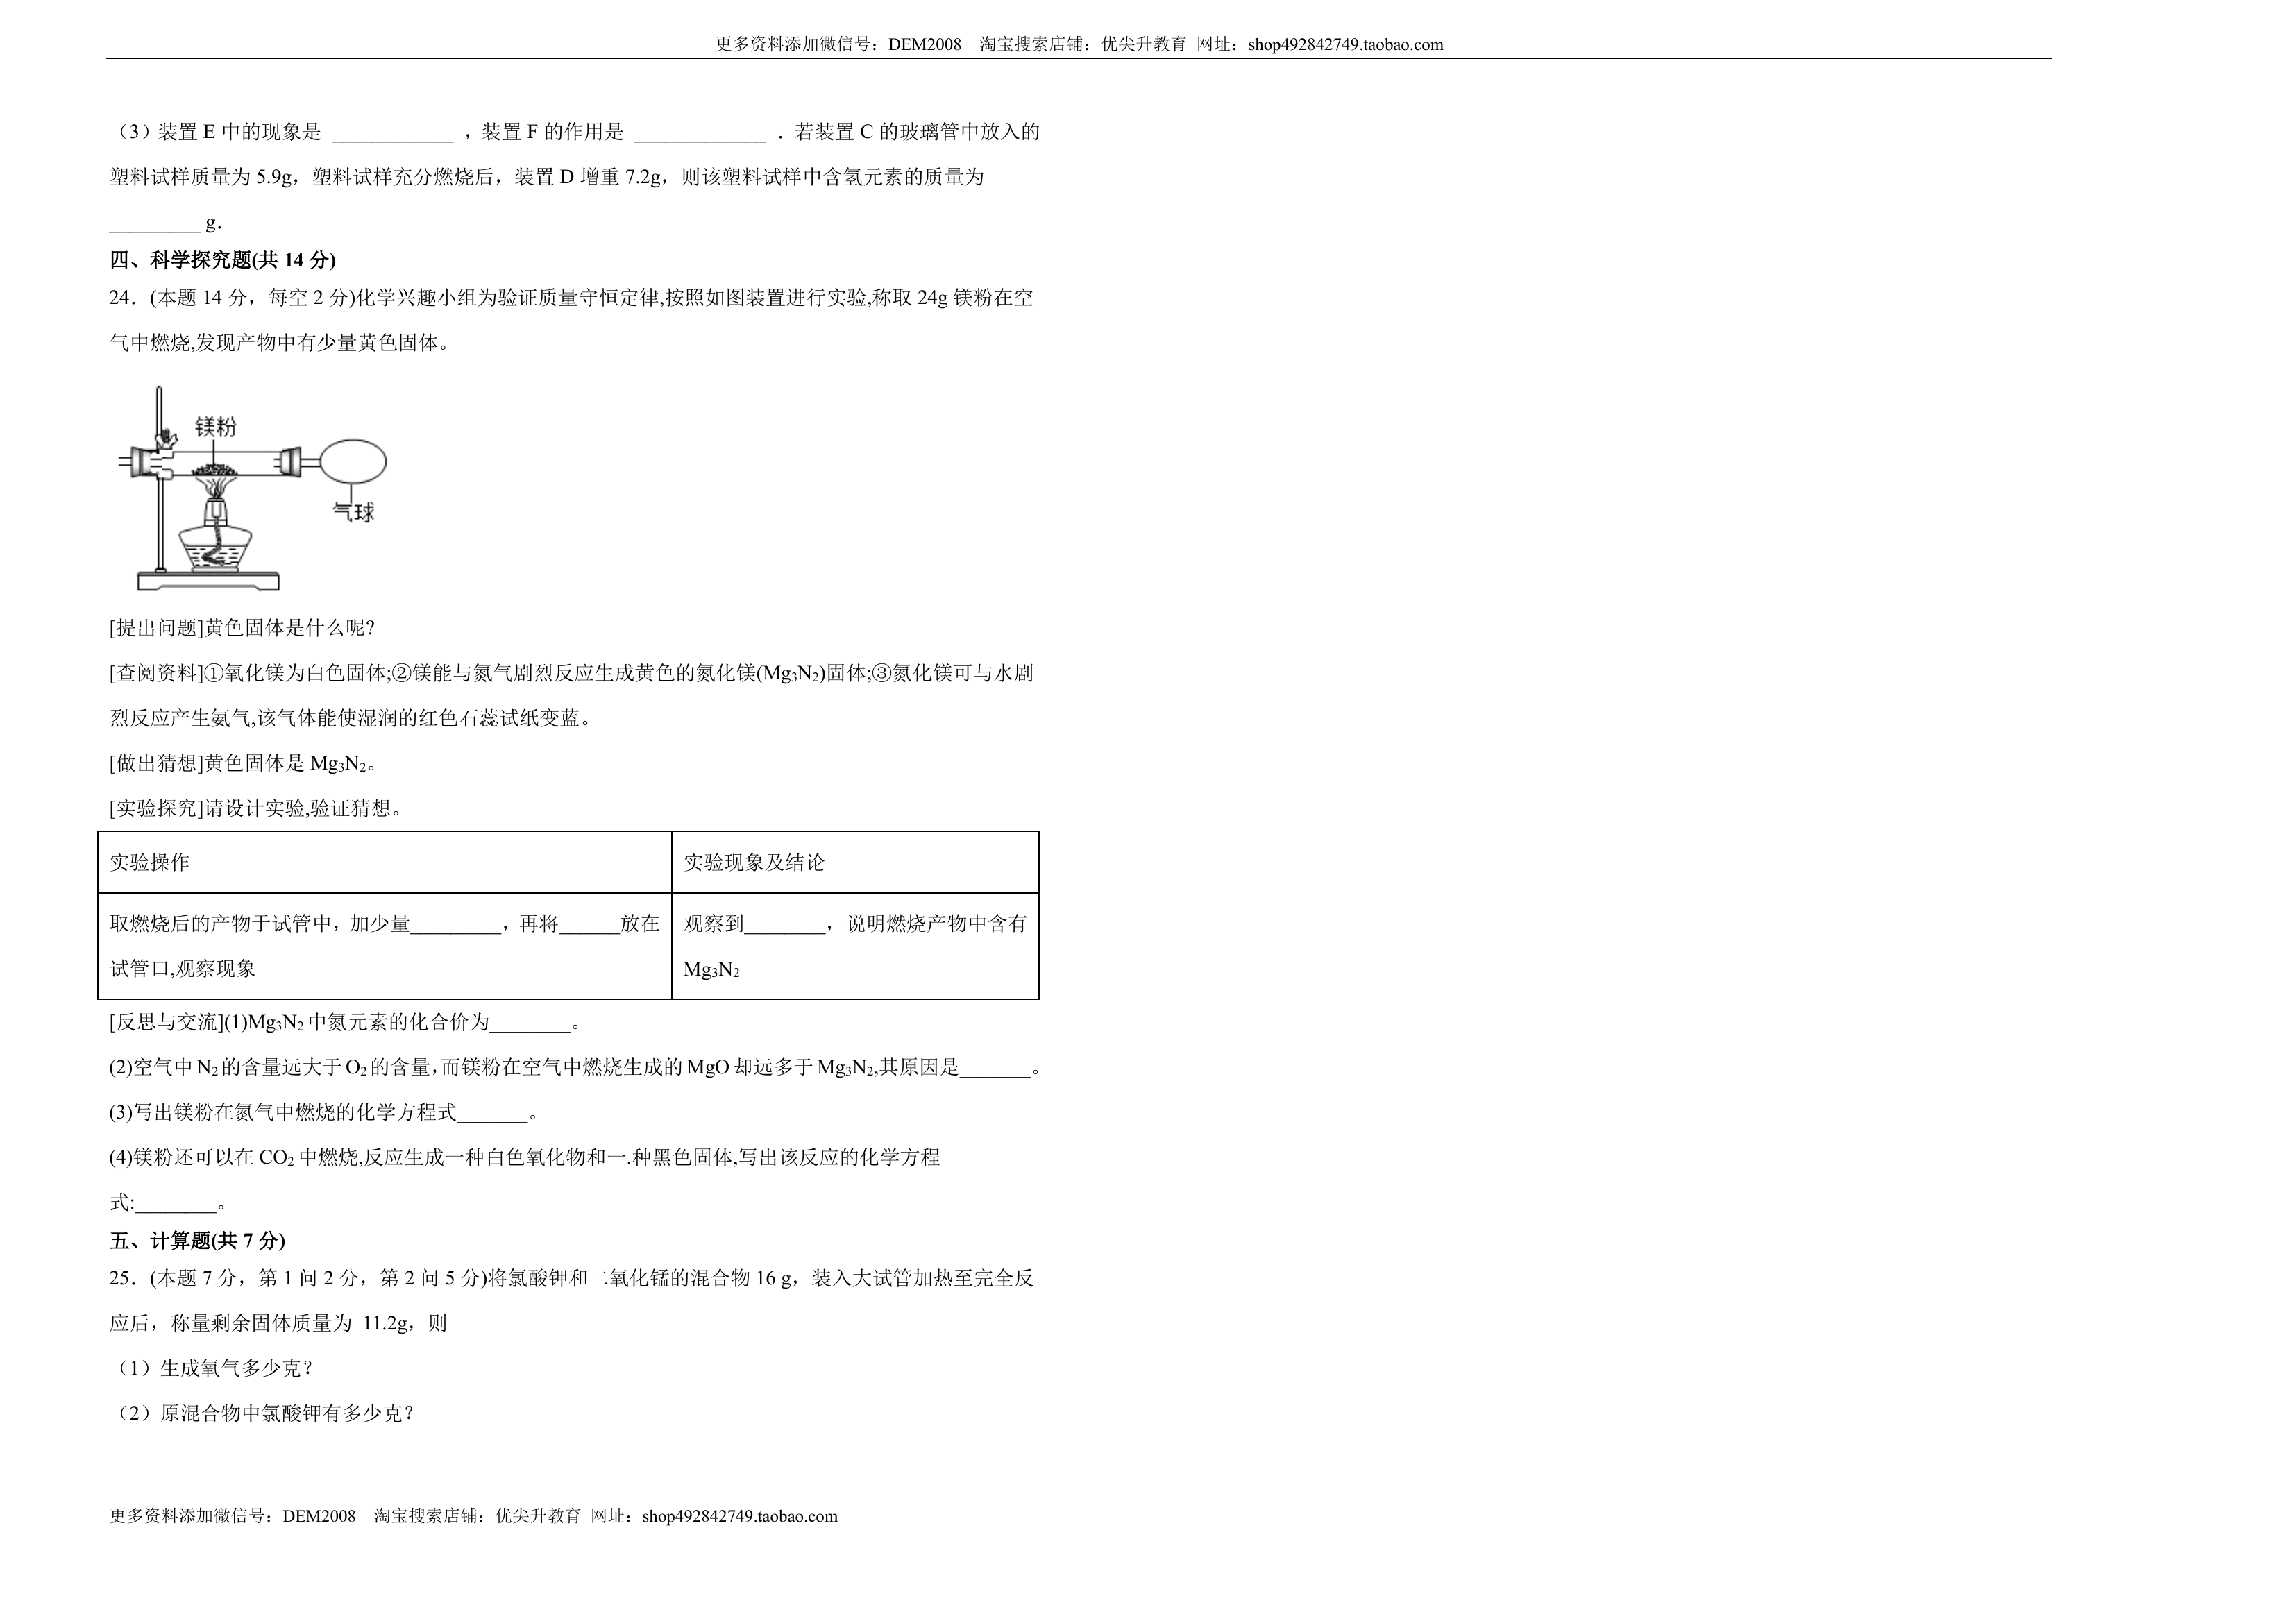 更多资料添加微信号：DEM2008 淘宝搜索店铺：优尖升教育 网址：shop492842749.taobao.com
（3）装置 E 中的现象是 ____________ ，装置 F 的作用是 _____________ ．若装置 C 的玻璃管中放入的
塑料试样质量为 5.9g，塑料试样充分燃烧后，装置 D 增重 7.2g，则该塑料试样中含氢元素的质量为
_________ g．
四、科学探究题(共 14 分)
24．(本题 14 分，每空 2 分)化学兴趣小组为验证质量守恒定律,按照如图装置进行实验,称取 24g 镁粉在空
气中燃烧,发现产物中有少量黄色固体。
镁粉
气球
[提出问题]黄色固体是什么呢?
[查阅资料]①氧化镁为白色固体;②镁能与氮气剧烈反应生成黄色的氮化镁(Mg₃N₂)固体;③氮化镁可与水剧
烈反应产生氨气,该气体能使湿润的红色石蕊试纸变蓝。
[做出猜想]黄色固体是 Mg₃N₂。
[实验探究]请设计实验,验证猜想。
实验操作 实验现象及结论
取燃烧后的产物于试管中，加少量_________，再将______放在 观察到________，说明燃烧产物中含有
试管口,观察现象 Mg₃N₂
[反思与交流](1)Mg₃N₂ 中氮元素的化合价为________。
(2)空气中 N₂ 的含量远大于 O₂ 的含量,而镁粉在空气中燃烧生成的 MgO 却远多于 Mg₃N₂,其原因是_______。
(3)写出镁粉在氮气中燃烧的化学方程式_______。
(4)镁粉还可以在 CO₂ 中燃烧,反应生成一种白色氧化物和一.种黑色固体,写出该反应的化学方程
式:________。
五、计算题(共 7 分)
25．(本题 7 分，第 1 问 2 分，第 2 问 5 分)将氯酸钾和二氧化锰的混合物 16 g，装入大试管加热至完全反
应后，称量剩余固体质量为 11.2g，则
（1）生成氧气多少克？
（2）原混合物中氯酸钾有多少克？
更多资料添加微信号：DEM2008 淘宝搜索店铺：优尖升教育 网址：shop492842749.taobao.com